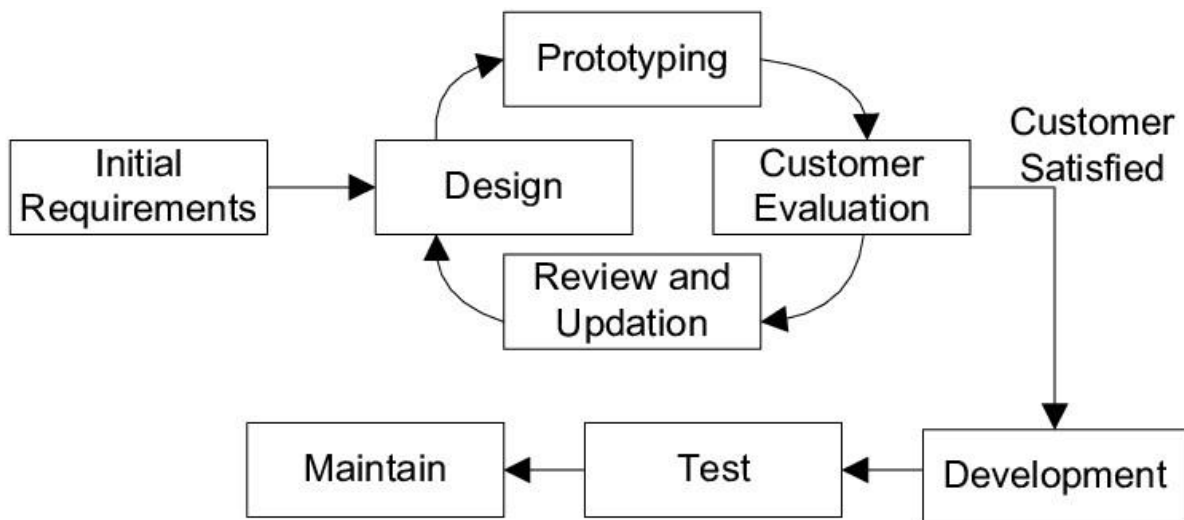 Prototyping
Customer
Satisfied
Initial
Requirements
Design
Customer
Evaluation
Review and
Updation
Maintain
Test
Development